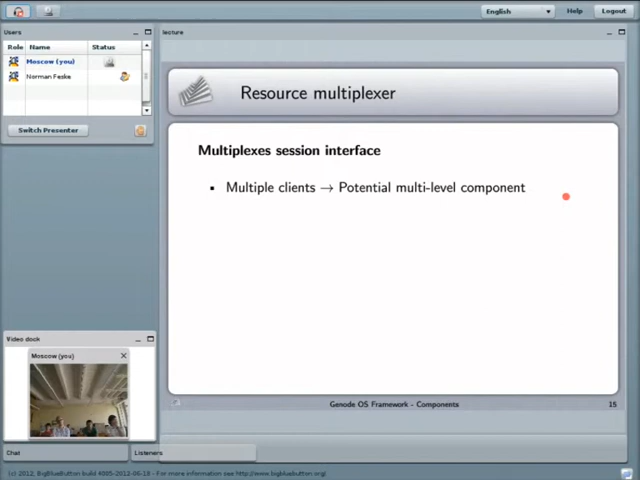 English
Help
Logout
Users
Role Name Status
Moscow (you)
Norman Feske
Switch Presenter
lecture
Resource multiplexer
Multiplexes session interface
▪ Multiple clients → Potential multi-level component
Genode OS Framework - Components
15
Video dock
Moscow (you)
Chat
Listeners
(c) 2012, BigBlueButton build 4005-2012-06-19 - For more information see http://www.bigbluebutton.org/